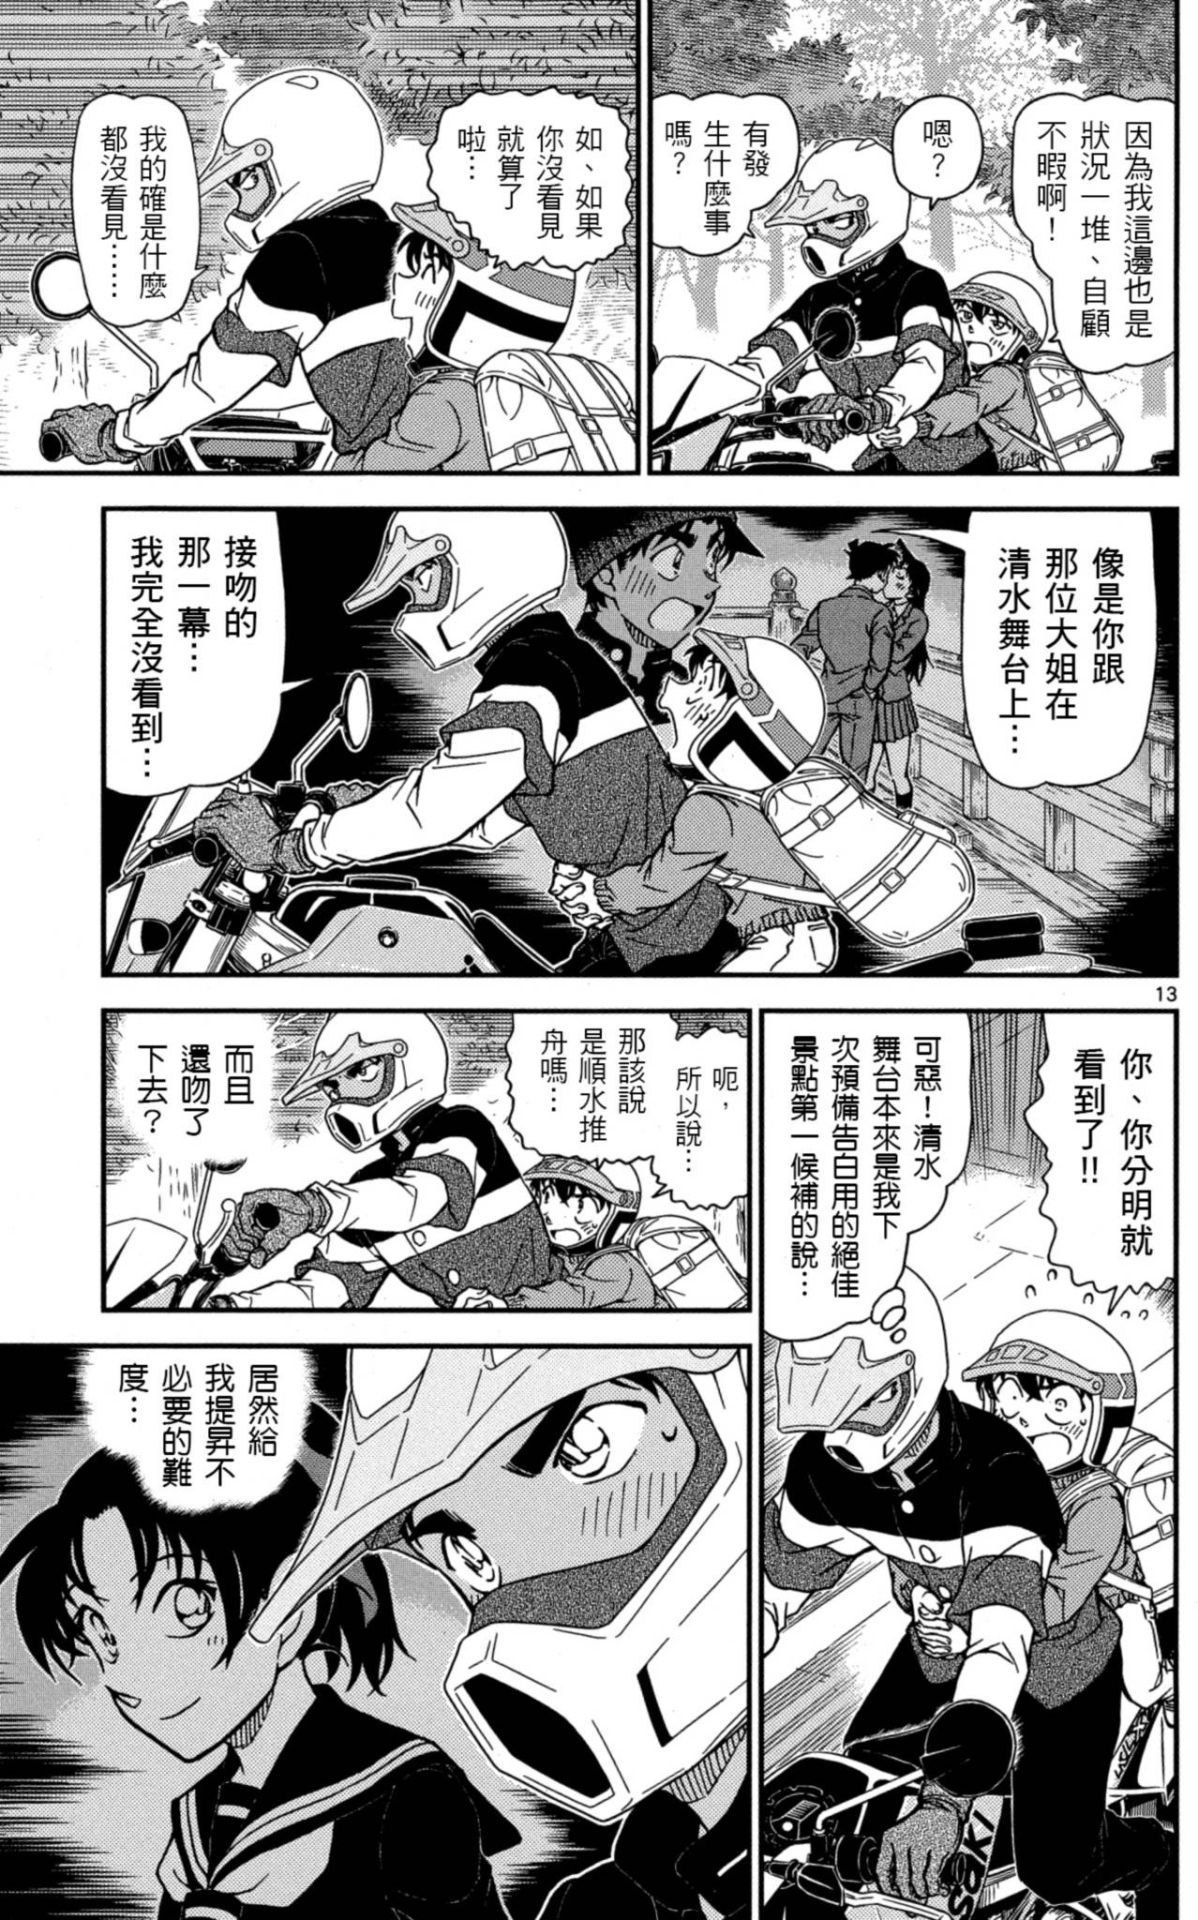 因為我這邊也是
狀況一堆、自顧
不暇啊！
嗯？
有發
生什麼事
嗎？
如、如果
你沒看見
就算了
啦…
我的確是什麼
都沒看見……
像是你跟
那位大姐在
清水舞台上…
接吻的
那一幕…
我完全沒看到…
13
你、你分明就
看到了!!
可惡！清水
舞台本來是我下
次預備告白用的絕佳
景點第一候補的說…
呃，
所以說…
那該說
是順水推
舟嗎…
而且
還吻了
下去？
居然給
我提昇不
必要的難
度…